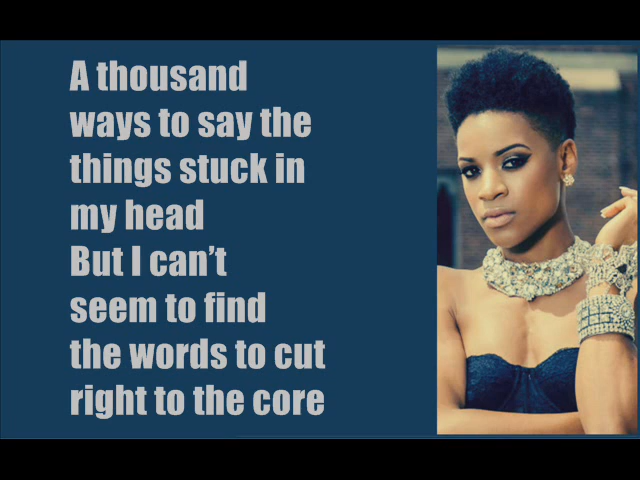 A thousand
ways to say the
things stuck in
my head
But I can't
seem to find
the words to cut
right to the core